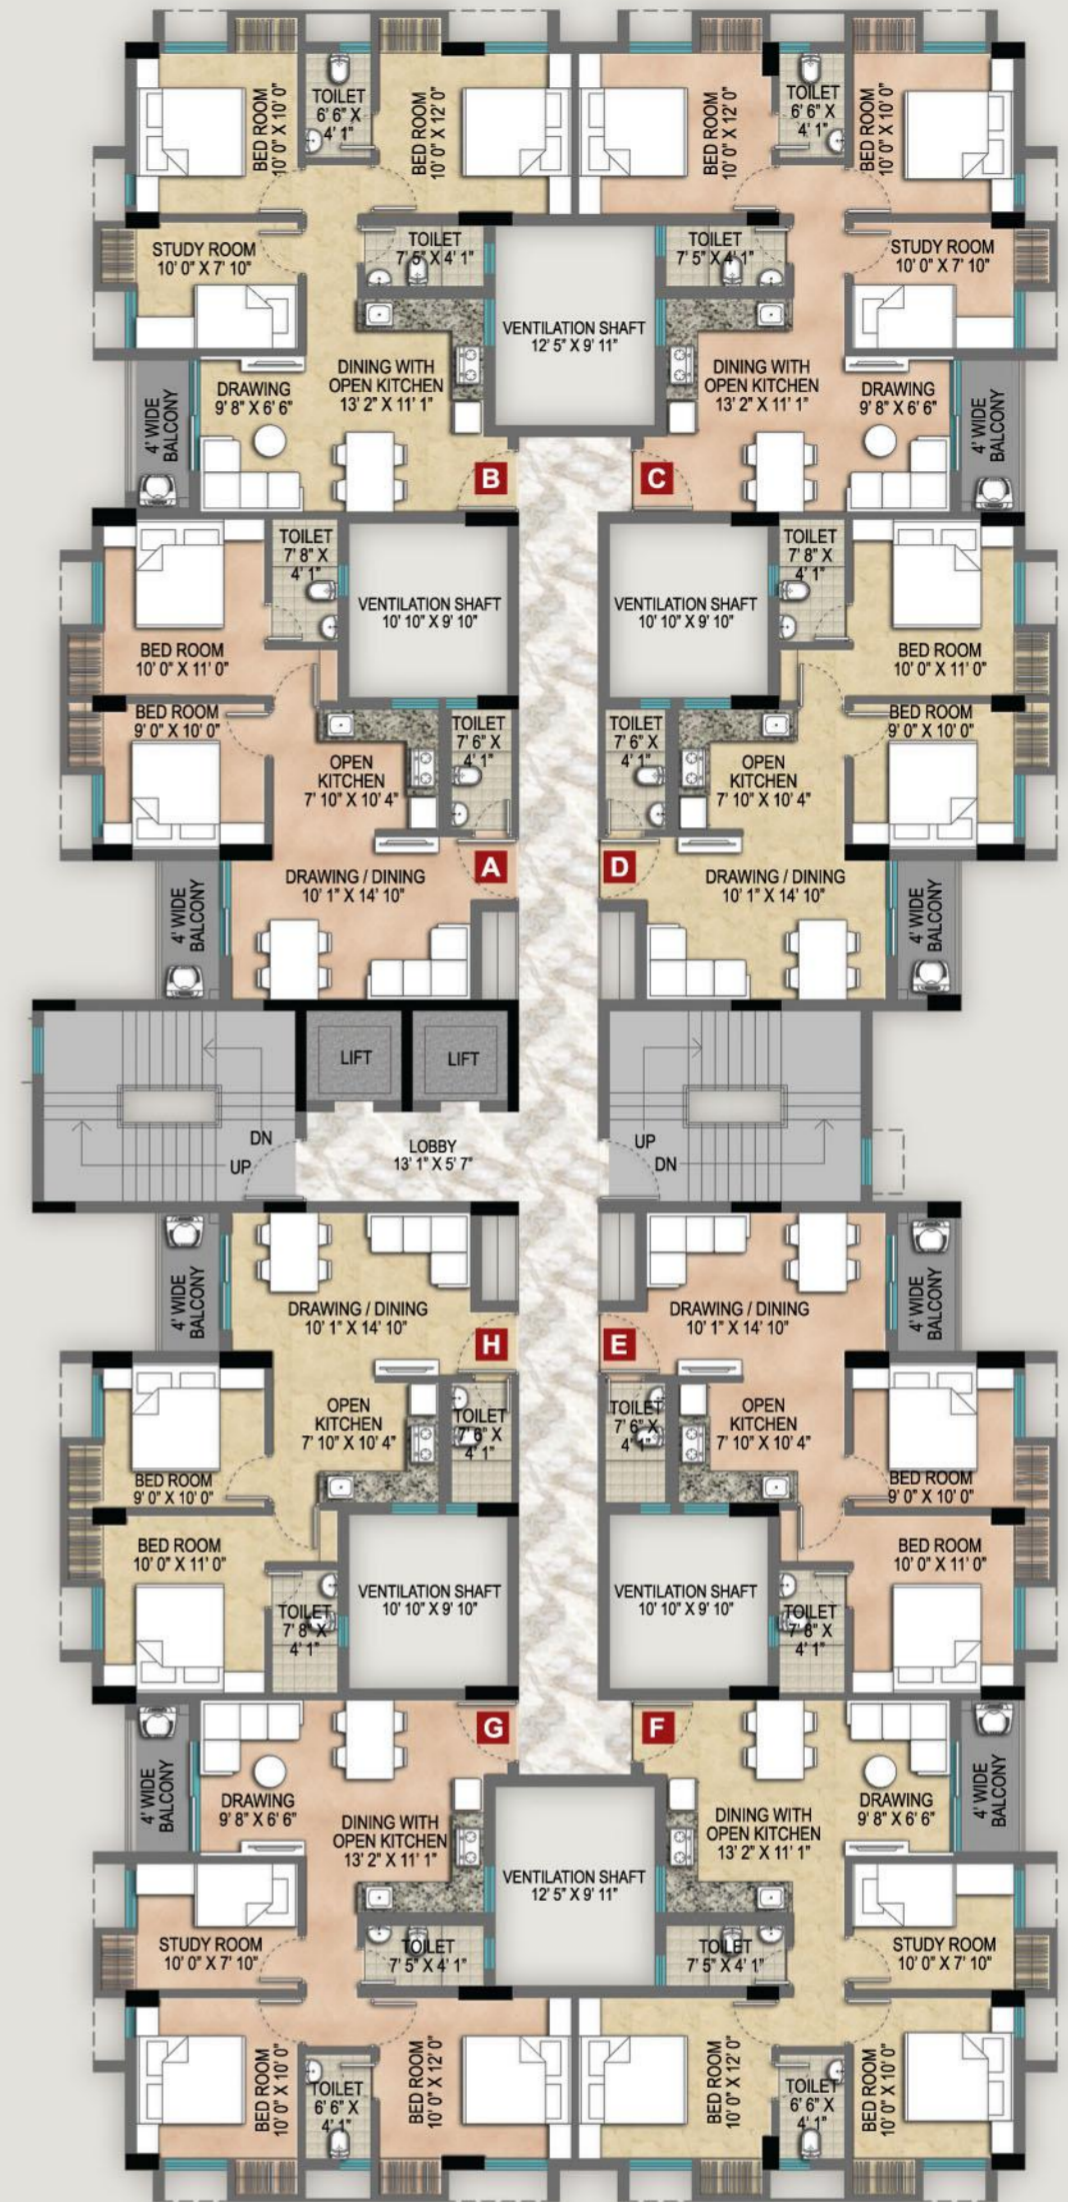 BED ROOM
10' 0" X 10' 0"
TOILET
6' 6" X
4' 1"
BED ROOM
10' 0" X 12' 0"
BED ROOM
10' 0" X 12' 0"
TOILET
6' 6" X
4' 1"
BED ROOM
10' 0" X 10' 0"
STUDY ROOM
10' 0" X 7' 10"
TOILET
7' 5" X 4' 1"
VENTILATION SHAFT
12' 5" X 9' 11"
TOILET
7' 5" X 4' 1"
STUDY ROOM
10' 0" X 7' 10"
4' WIDE
BALCONY
DRAWING
9' 8" X 6' 6"
DINING WITH
OPEN KITCHEN
13' 2" X 11' 1"
B
C
DINING WITH
OPEN KITCHEN
13' 2" X 11' 1"
DRAWING
9' 8" X 6' 6"
4' WIDE
BALCONY
BED ROOM
10' 0" X 11' 0"
TOILET
7' 8" X
4' 1"
VENTILATION SHAFT
10' 10" X 9' 10"
VENTILATION SHAFT
10' 10" X 9' 10"
TOILET
7' 8" X
4' 1"
BED ROOM
10' 0" X 11' 0"
BED ROOM
9' 0" X 10' 0"
OPEN
KITCHEN
7' 10" X 10' 4"
TOILET
7' 6" X
4' 1"
TOILET
7' 6" X
4' 1"
OPEN
KITCHEN
7' 10" X 10' 4"
BED ROOM
9' 0" X 10' 0"
4' WIDE
BALCONY
DRAWING / DINING
10' 1" X 14' 10"
A
D
DRAWING / DINING
10' 1" X 14' 10"
4' WIDE
BALCONY
DN
UP
LIFT
LIFT
LOBBY
13' 1" X 5' 7"
UP
DN
4' WIDE
BALCONY
DRAWING / DINING
10' 1" X 14' 10"
H
E
DRAWING / DINING
10' 1" X 14' 10"
4' WIDE
BALCONY
BED ROOM
9' 0" X 10' 0"
OPEN
KITCHEN
7' 10" X 10' 4"
TOILET
7' 6" X
4' 1"
TOILET
7' 6" X
4' 1"
OPEN
KITCHEN
7' 10" X 10' 4"
BED ROOM
9' 0" X 10' 0"
BED ROOM
10' 0" X 11' 0"
TOILET
7' 8" X
4' 1"
VENTILATION SHAFT
10' 10" X 9' 10"
VENTILATION SHAFT
10' 10" X 9' 10"
TOILET
7' 8" X
4' 1"
BED ROOM
10' 0" X 11' 0"
4' WIDE
BALCONY
DRAWING
9' 8" X 6' 6"
DINING WITH
OPEN KITCHEN
13' 2" X 11' 1"
G
F
DINING WITH
OPEN KITCHEN
13' 2" X 11' 1"
DRAWING
9' 8" X 6' 6"
4' WIDE
BALCONY
STUDY ROOM
10' 0" X 7' 10"
TOILET
7' 5" X 4' 1"
VENTILATION SHAFT
12' 5" X 9' 11"
TOILET
7' 5" X 4' 1"
STUDY ROOM
10' 0" X 7' 10"
BED ROOM
10' 0" X 10' 0"
TOILET
6' 6" X
4' 1"
BED ROOM
10' 0" X 12' 0"
BED ROOM
10' 0" X 12' 0"
TOILET
6' 6" X
4' 1"
BED ROOM
10' 0" X 10' 0"